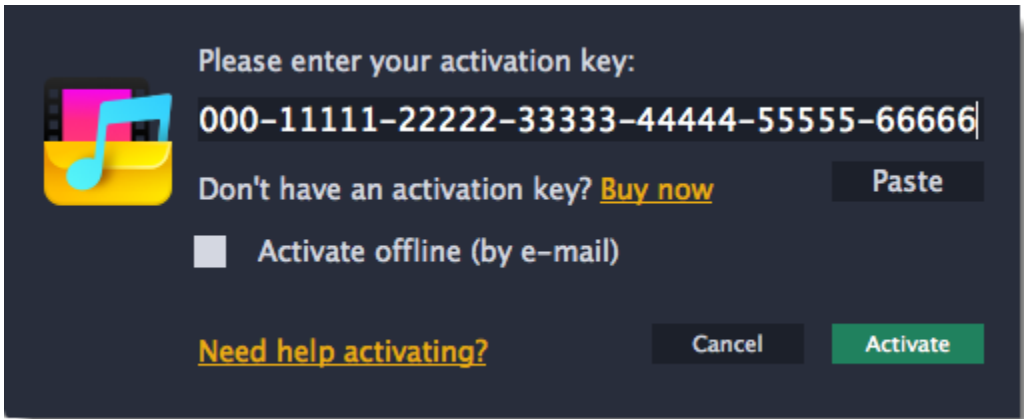 Please enter your activation key:
000-11111-22222-33333-44444-55555-66666
Don't have an activation key? Buy now
Paste
Activate offline (by e-mail)
Need help activating?
Cancel
Activate